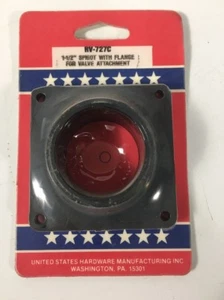 RV-727C
1-1/2" SPIGOT WITH FLANGE
FOR VALVE ATTACHMENT
UNITED STATES HARDWARE MANUFACTURING INC
WASHINGTON, PA. 15301